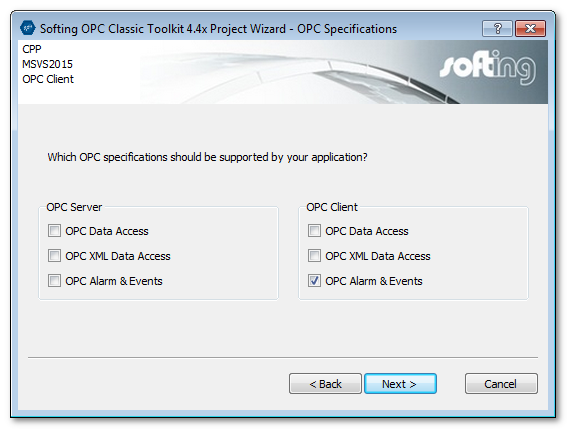 Softing OPC Classic Toolkit 4.4x Project Wizard - OPC Specifications
?
CPP
MSVS2015
OPC Client
softing
Which OPC specifications should be supported by your application?
OPC Server
OPC Data Access
OPC XML Data Access
OPC Alarm & Events
OPC Client
OPC Data Access
OPC XML Data Access
OPC Alarm & Events
< Back
Next >
Cancel